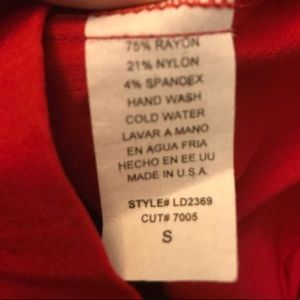 75% RAYON
21% NYLON
4% SPANDEX
HAND WASH
COLD WATER
LAVAR A MANO
EN AGUA FRIA
HECHO EN EE.UU
MADE IN U.S.A.
STYLE# LD2369
CUT# 7005
S